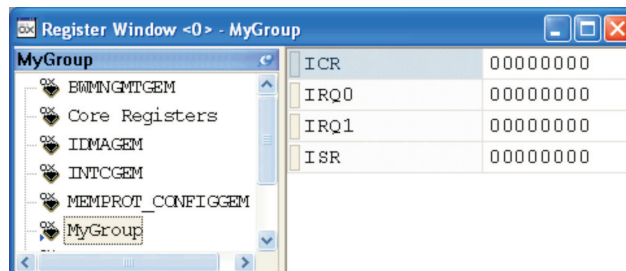 Register Window <0> - MyGroup
MyGroup
BWMNGMTGEM
Core Registers
IDMAGEM
INTCGEM
MEMPROT_CONFIGGEM
MyGroup
ICR 00000000
IRQ0 00000000
IRQ1 00000000
ISR 00000000